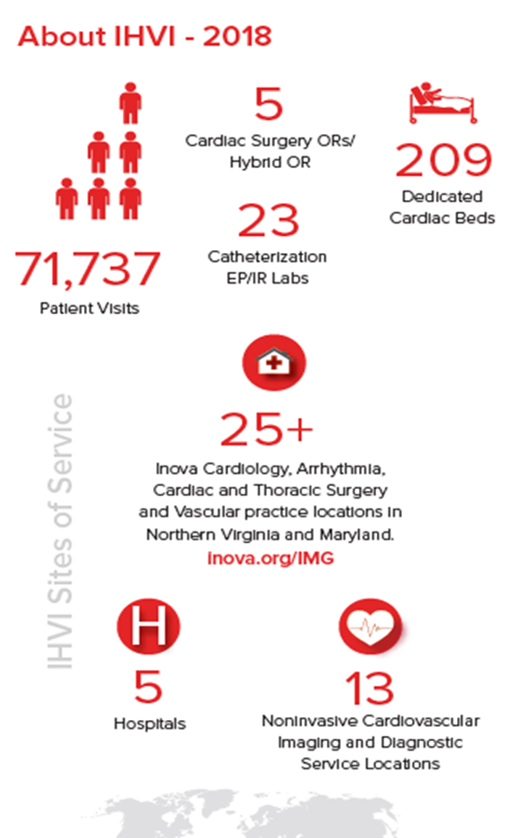 About IHVI - 2018
71,737
Patient Visits
5
Cardiac Surgery ORs/
Hybrid OR
23
Catheterization
EP/IR Labs
209
Dedicated
Cardiac Beds
IHVI Sites of Service
25+
Inova Cardiology, Arrhythmia,
Cardiac and Thoracic Surgery
and Vascular practice locations in
Northern Virginia and Maryland.
inova.org/IMG
H
5
Hospitals
13
Noninvasive Cardiovascular
Imaging and Diagnostic
Service Locations